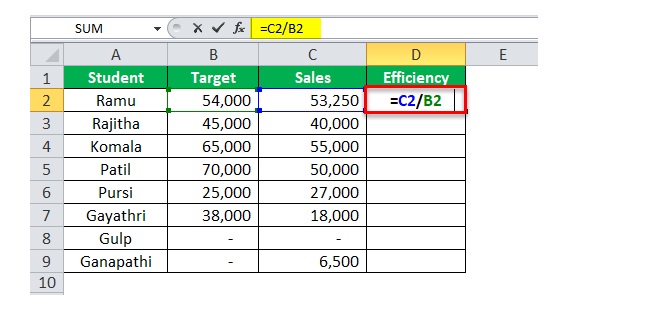 SUM fx =C2/B2
A B C D E
1 Student Target Sales Efficiency
2 Ramu 54,000 53,250 =C2/B2
3 Rajitha 45,000 40,000
4 Komala 65,000 55,000
5 Patil 70,000 50,000
6 Pursi 25,000 27,000
7 Gayathri 38,000 18,000
8 Gulp - -
9 Ganapathi - 6,500
10